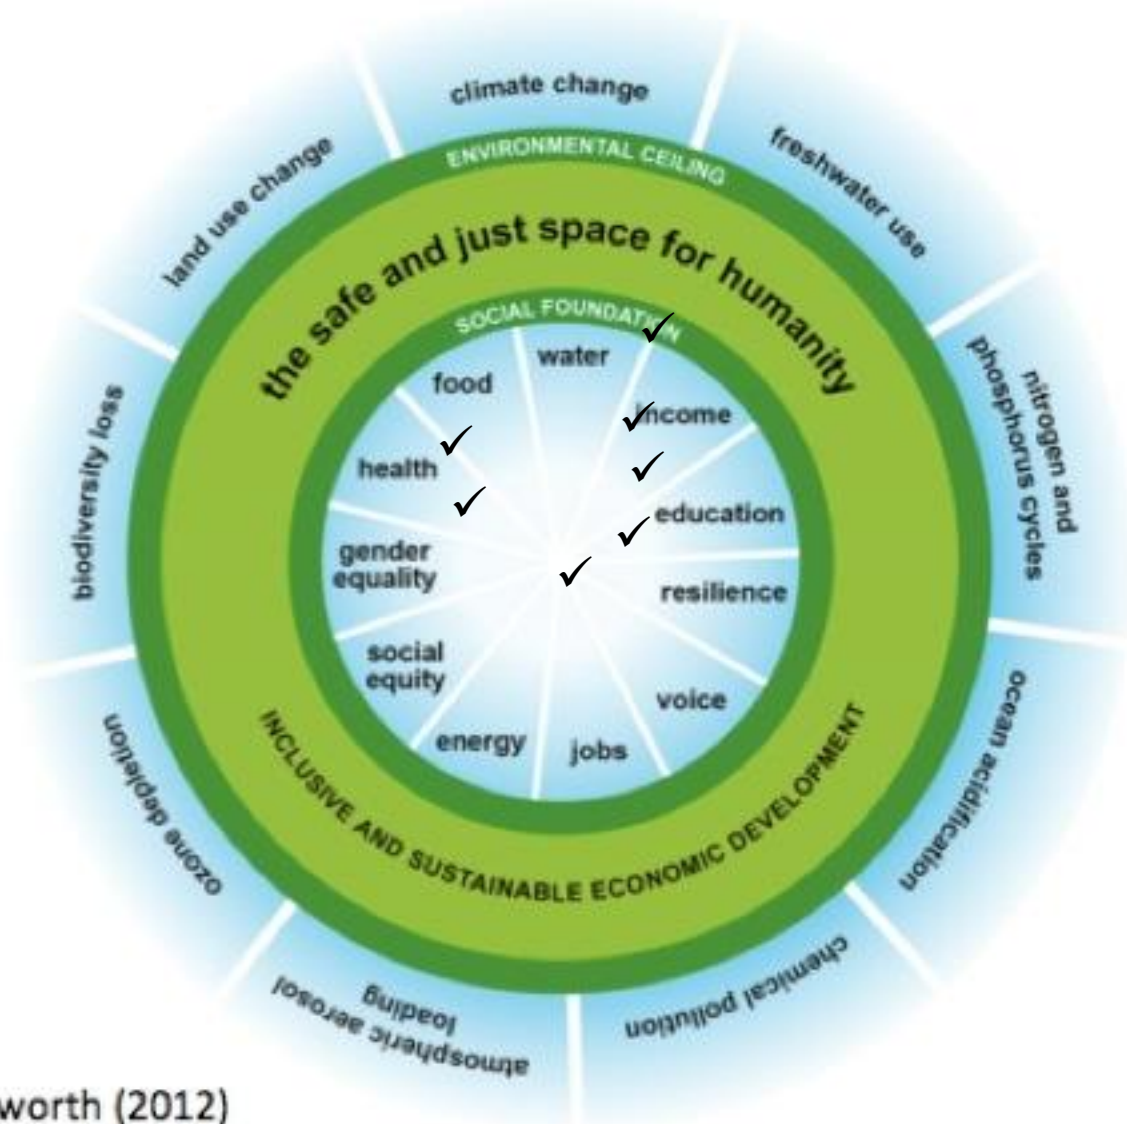 climate change
freshwater use
nitrogen and
phosphorus cycles
ocean acidification
chemical pollution
atmospheric aerosol
loading
ozone depletion
biodiversity loss
land use change
ENVIRONMENTAL CEILING
the safe and just space for humanity
SOCIAL FOUNDATION
water
income
education
resilience
voice
jobs
energy
social
equity
gender
equality
health
food
INCLUSIVE AND SUSTAINABLE ECONOMIC DEVELOPMENT
worth (2012)